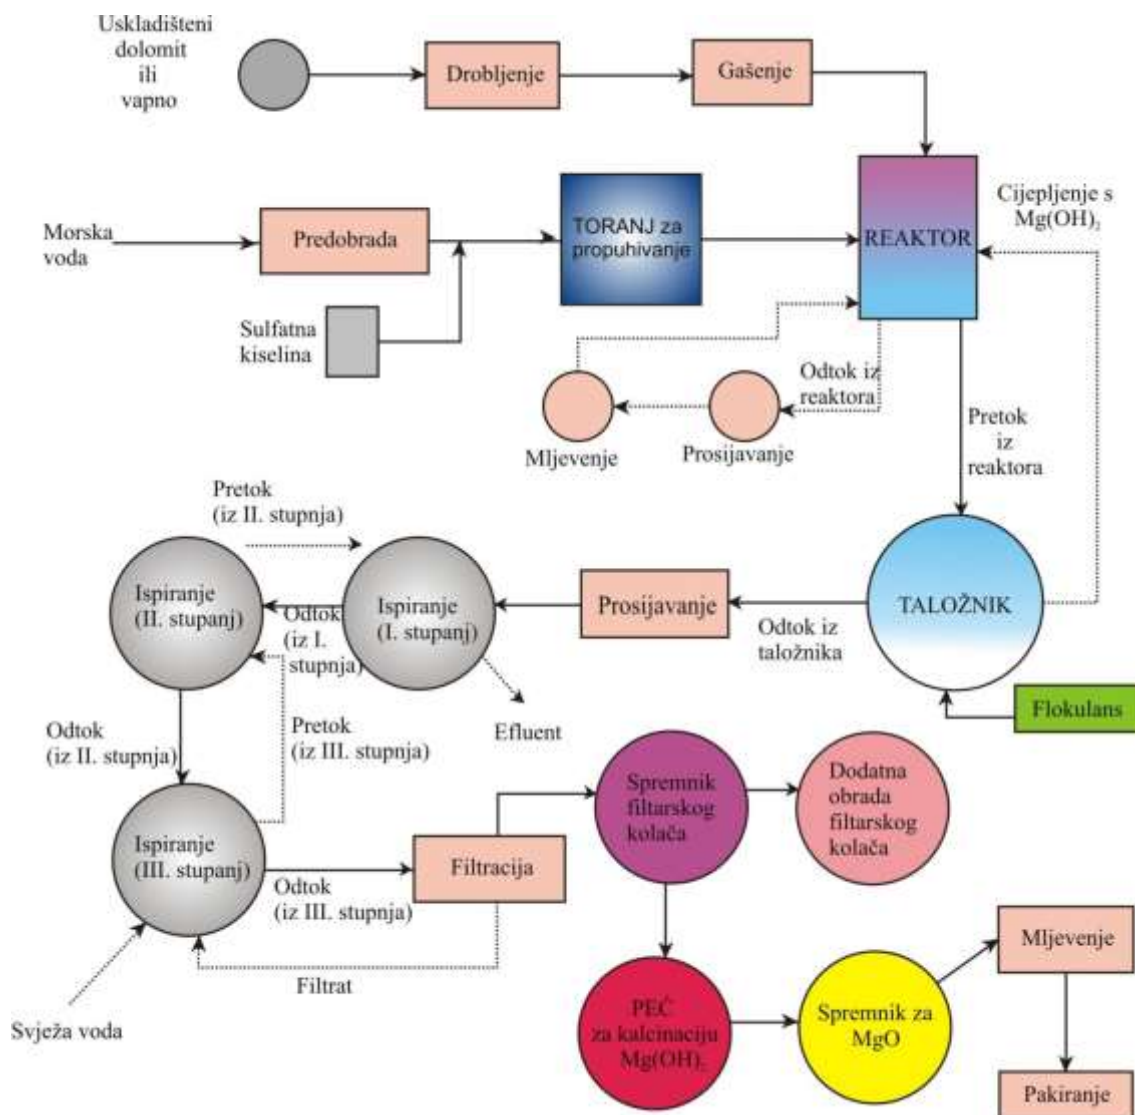 Uskladišteni
dolomit
ili
vapno
Drobljenje
Gašenje
Morska
voda
Predobrada
Sulfatna
kiselina
TORANJ za
propuhivanje
REAKTOR
Cijepljenje s
Mg(OH)₂
Odtok iz
reaktora
Mljevenje
Prosijavanje
Pretok
iz
reaktora
Pretok
(iz II. stupnja)
Ispiranje
(II. stupanj)
Odtok
(iz I.
stupnja)
Ispiranje
(I. stupanj)
Prosijavanje
Odtok iz
taložnika
TALOŽNIK
Flokulans
Efluent
Odtok
(iz II. stupnja)
Pretok
(iz III. stupnja)
Ispiranje
(III. stupanj)
Odtok
(iz III. stupnja)
Filtracija
Filtrat
Svježa voda
Spremnik
filtarskog
kolača
Dodatna
obrada
filtarskog
kolača
PEĆ
za kalcinaciju
Mg(OH)₂
Spremnik za
MgO
Mljevenje
Pakiranje